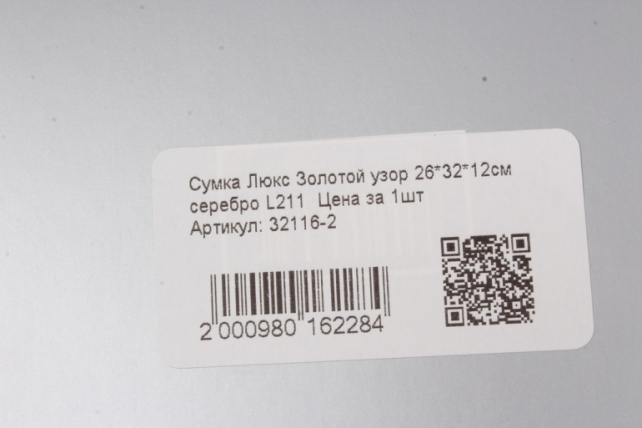 Сумка Люкс Золотой узор 26*32*12см
серебро L211 Цена за 1шт
Артикул: 32116-2
2 000980 162284